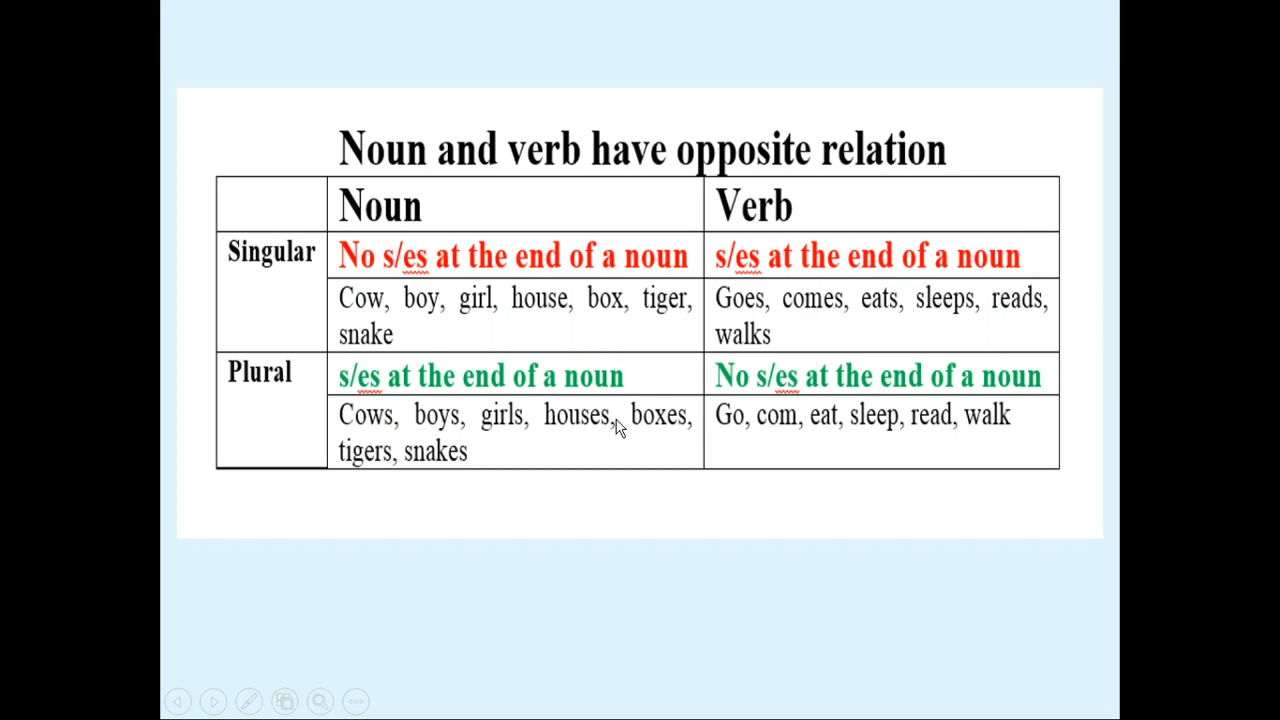 Noun and verb have opposite relation
Noun Verb
Singular No s/es at the end of a noun s/es at the end of a noun
Cow, boy, girl, house, box, tiger, Goes, comes, eats, sleeps, reads,
snake walks
Plural s/es at the end of a noun No s/es at the end of a noun
Cows, boys, girls, houses, boxes, Go, com, eat, sleep, read, walk
tigers, snakes